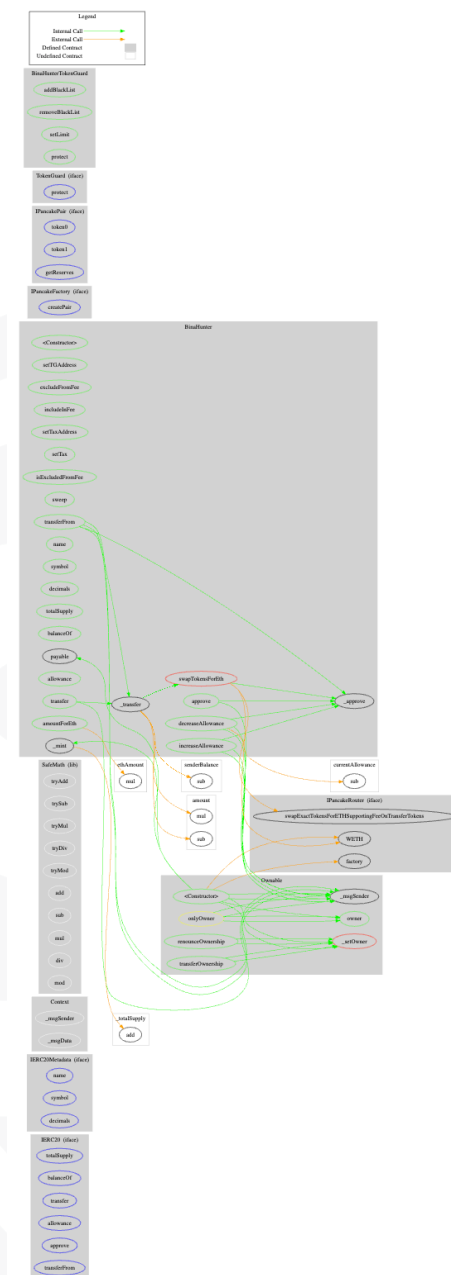 Legend
Internal Call
External Call
Defined Contract
Undefined Contract
BinaHunterTokenGuard
addBlackList
removeBlackList
setLimit
protect
TokenGuard (iface)
protect
IPancakePair (iface)
token0
token1
getReserves
IPancakeFactory (iface)
createPair
BinaHunter
<Constructor>
setTGAddress
excludeFromFee
includeInFee
setTaxAddress
setTax
isExcludedFromFee
sweep
transferFrom
name
symbol
decimals
totalSupply
balanceOf
payable
allowance
transfer
amountForEth
_mint
_transfer
swapTokensForEth
approve
decreaseAllowance
increaseAllowance
_approve
SafeMath (lib)
tryAdd
trySub
tryMul
tryDiv
tryMod
add
sub
mul
div
mod
ethAmount
mul
senderBalance
sub
amount
mul
sub
currentAllowance
sub
IPancakeRouter (iface)
swapExactTokensForETHSupportingFeeOnTransferTokens
WETH
factory
Ownable
<Constructor>
onlyOwner
renounceOwnership
transferOwnership
_msgSender
owner
_setOwner
Context
_msgSender
_msgData
_totalSupply
add
IERC20Metadata (iface)
name
symbol
decimals
IERC20 (iface)
totalSupply
balanceOf
transfer
allowance
approve
transferFrom